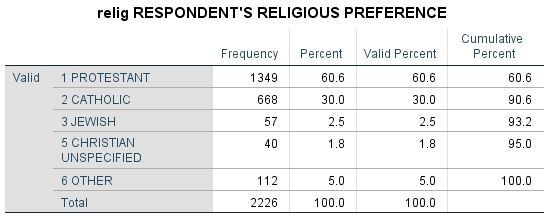 relig RESPONDENT'S RELIGIOUS PREFERENCE
Frequency Percent Valid Percent Cumulative Percent
Valid 1 PROTESTANT 1349 60.6 60.6 60.6
2 CATHOLIC 668 30.0 30.0 90.6
3 JEWISH 57 2.5 2.5 93.2
5 CHRISTIAN UNSPECIFIED 40 1.8 1.8 95.0
6 OTHER 112 5.0 5.0 100.0
Total 2226 100.0 100.0